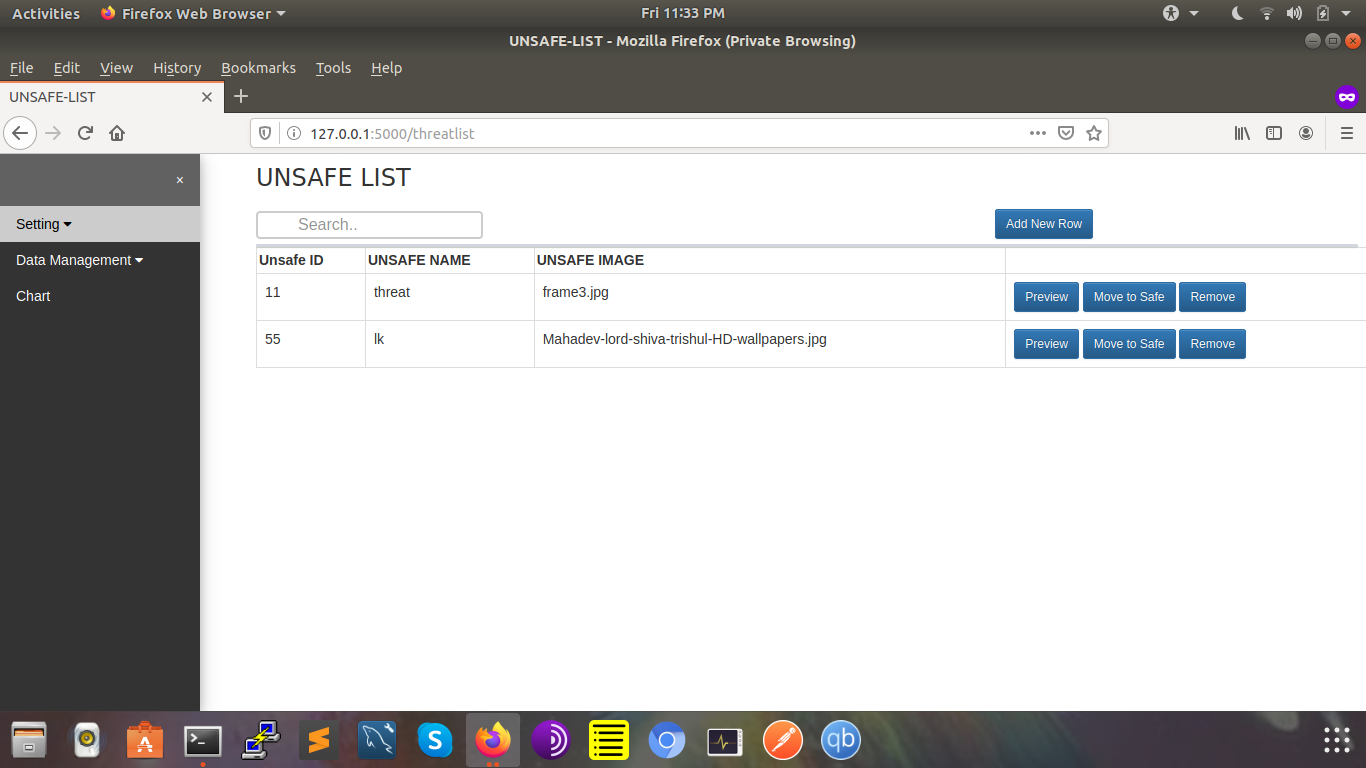 Activities Firefox Web Browser Fri 11:33 PM
UNSAFE-LIST - Mozilla Firefox (Private Browsing)
File Edit View History Bookmarks Tools Help
UNSAFE-LIST
127.0.0.1:5000/threatlist
×
Setting
Data Management
Chart
UNSAFE LIST
Search.. Add New Row
Unsafe ID UNSAFE NAME UNSAFE IMAGE
11 threat frame3.jpg Preview Move to Safe Remove
55 lk Mahadev-lord-shiva-trishul-HD-wallpapers.jpg Preview Move to Safe Remove
S qb